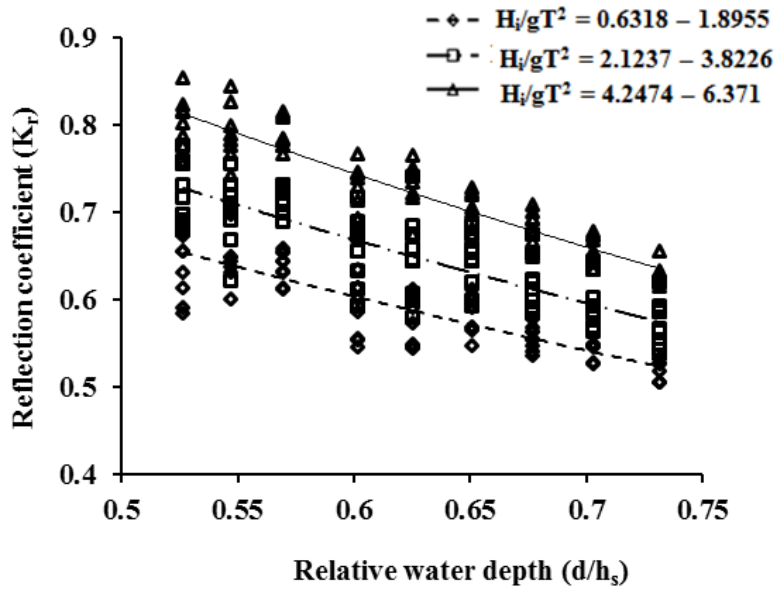 Hᵢ/gT² = 0.6318 – 1.8955
Hᵢ/gT² = 2.1237 – 3.8226
Hᵢ/gT² = 4.2474 – 6.371
Reflection coefficient (Kᵣ)
0.9
0.8
0.7
0.6
0.5
0.4
0.5
0.55
0.6
0.65
0.7
0.75
Relative water depth (d/hₛ)